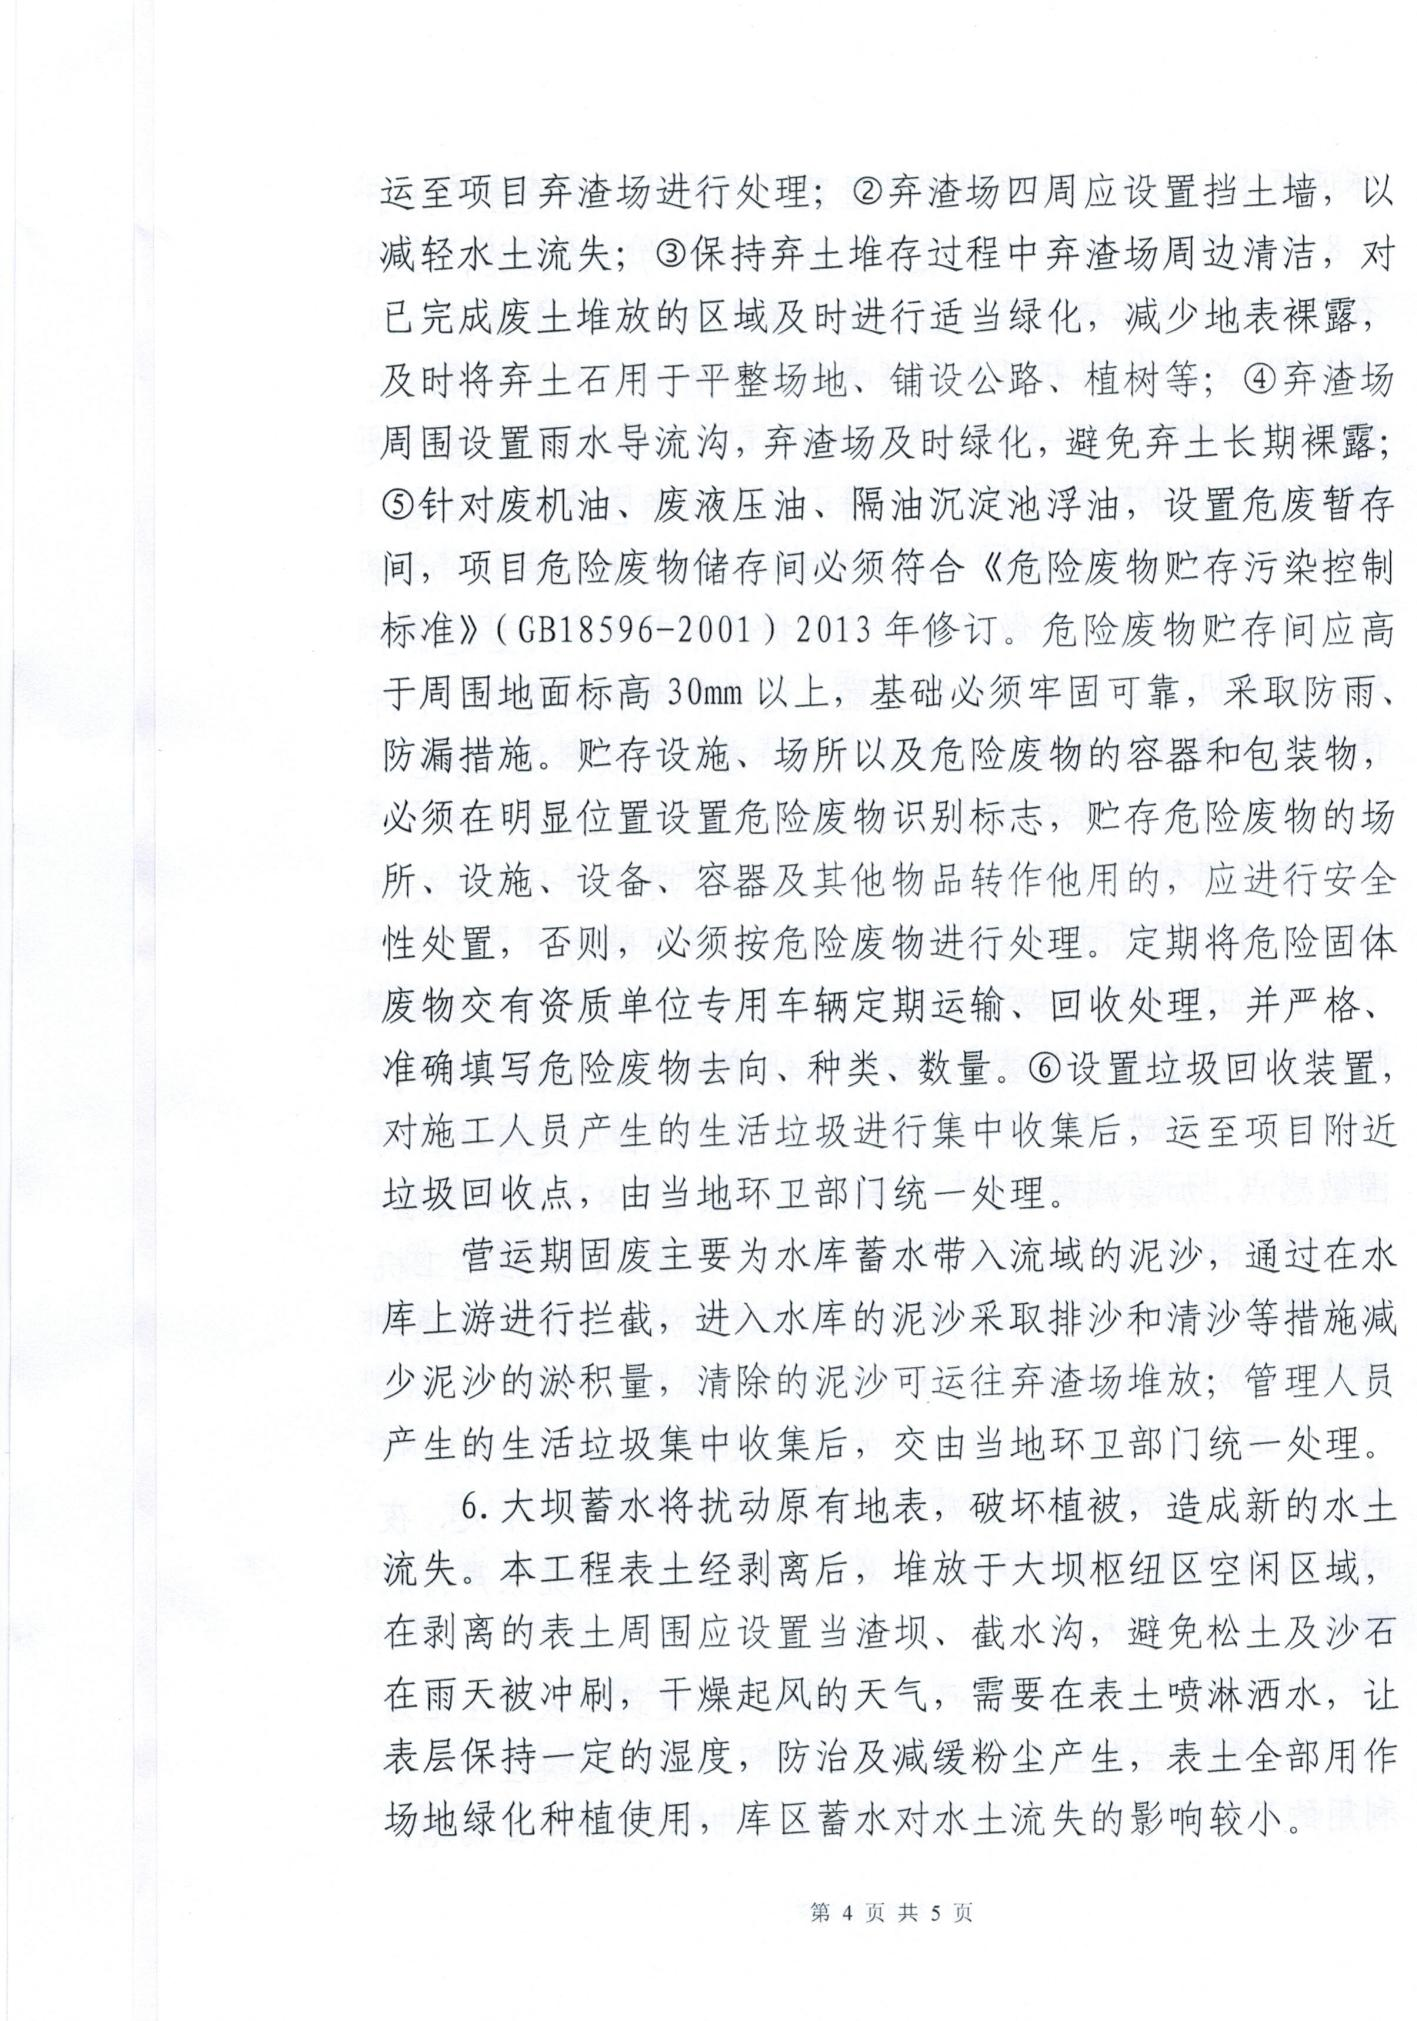 运至项目弃渣场进行处理；②弃渣场四周应设置挡土墙，以
减轻水土流失；③保持弃土堆存过程中弃渣场周边清洁，对
已完成废土堆放的区域及时进行适当绿化，减少地表裸露，
及时将弃土石用于平整场地、铺设公路、植树等；④弃渣场
周围设置雨水导流沟，弃渣场及时绿化，避免弃土长期裸露；
⑤针对废机油、废液压油、隔油沉淀池浮油，设置危废暂存
间，项目危险废物储存间必须符合《危险废物贮存污染控制
标准》（GB18596-2001）2013年修订。危险废物贮存间应高
于周围地面标高 30mm 以上，基础必须牢固可靠，采取防雨、
防漏措施。贮存设施、场所以及危险废物的容器和包装物，
必须在明显位置设置危险废物识别标志，贮存危险废物的场
所、设施、设备、容器及其他物品转作他用的，应进行安全
性处置，否则，必须按危险废物进行处理。定期将危险固体
废物交有资质单位专用车辆定期运输、回收处理，并严格、
准确填写危险废物去向、种类、数量。⑥设置垃圾回收装置，
对施工人员产生的生活垃圾进行集中收集后，运至项目附近
垃圾回收点，由当地环卫部门统一处理。
营运期固废主要为水库蓄水带入流域的泥沙，通过在水
库上游进行拦截，进入水库的泥沙采取排沙和清沙等措施减
少泥沙的淤积量，清除的泥沙可运往弃渣场堆放；管理人员
产生的生活垃圾集中收集后，交由当地环卫部门统一处理。
6.大坝蓄水将扰动原有地表，破坏植被，造成新的水土
流失。本工程表土经剥离后，堆放于大坝枢纽区空闲区域，
在剥离的表土周围应设置当渣坝、截水沟，避免松土及沙石
在雨天被冲刷，干燥起风的天气，需要在表土喷淋洒水，让
表层保持一定的湿度，防治及减缓粉尘产生，表土全部用作
场地绿化种植使用，库区蓄水对水土流失的影响较小。
第 4 页 共 5 页